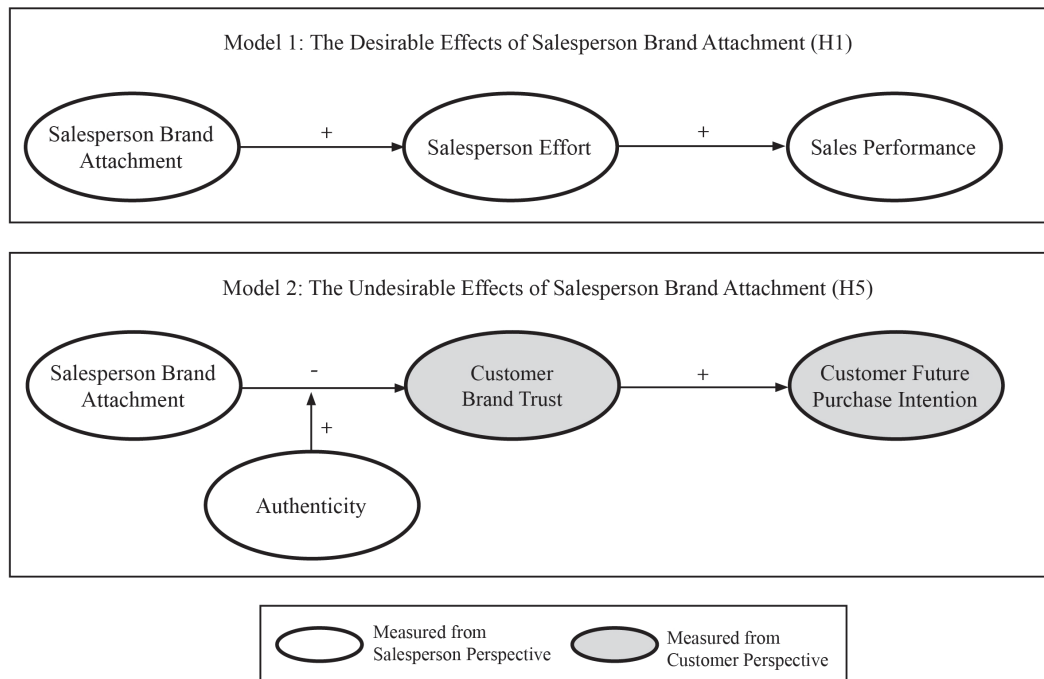 Model 1: The Desirable Effects of Salesperson Brand Attachment (H1)
Salesperson Brand
Attachment
+
Salesperson Effort
+
Sales Performance
Model 2: The Undesirable Effects of Salesperson Brand Attachment (H5)
Salesperson Brand
Attachment
-
Customer
Brand Trust
+
Customer Future
Purchase Intention
+
Authenticity
Measured from
Salesperson Perspective
Measured from
Customer Perspective